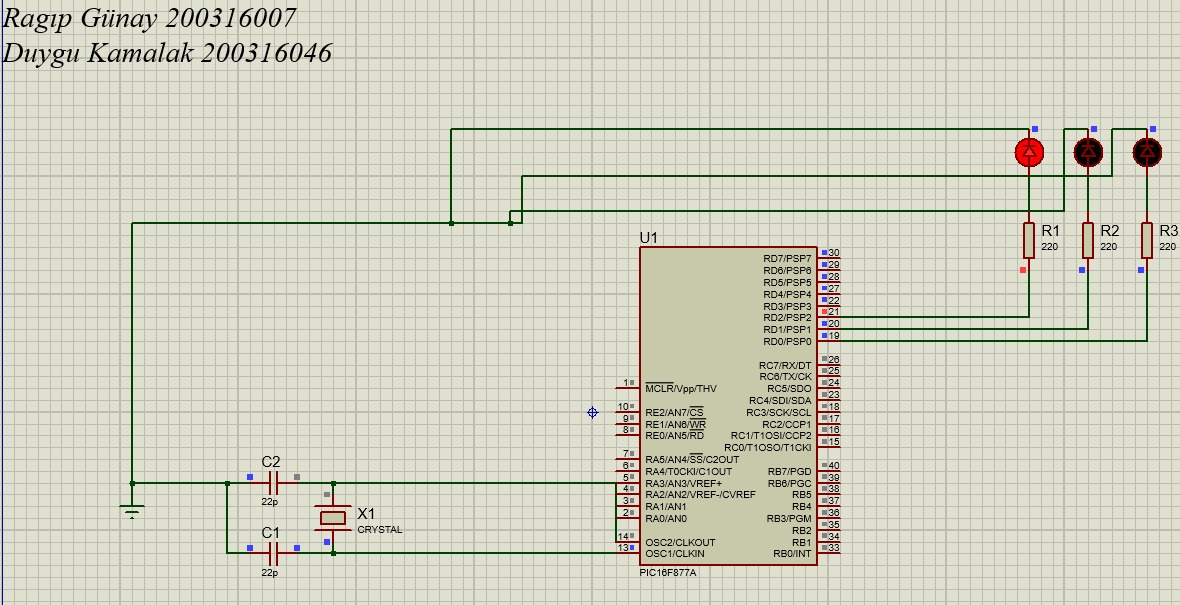 Ragıp Günay 200316007
Duygu Kamalak 200316046
R1
220
R2
220
R3
220
U1
RD7/PSP7 30
RD6/PSP6 29
RD5/PSP5 28
RD4/PSP4 27
RD3/PSP3 22
RD2/PSP2 21
RD1/PSP1 20
RD0/PSP0 19
RC7/RX/DT 26
RC6/TX/CK 25
1 MCLR/Vpp/THV RC5/SDO 24
RC4/SDI/SDA 23
10 RE2/AN7/CS RC3/SCK/SCL 18
9 RE1/AN6/WR RC2/CCP1 17
8 RE0/AN5/RD RC1/T1OSI/CCP2 16
RC0/T1OSO/T1CKI 15
7 RA5/AN4/SS/C2OUT
6 RA4/T0CKI/C1OUT RB7/PGD 40
5 RA3/AN3/VREF+ RB6/PGC 39
4 RA2/AN2/VREF-/CVREF RB5 38
3 RA1/AN1 RB4 37
2 RA0/AN0 RB3/PGM 36
RB2 35
14 OSC2/CLKOUT RB1 34
13 OSC1/CLKIN RB0/INT 33
PIC16F877A
C2
22p
X1
CRYSTAL
C1
22p